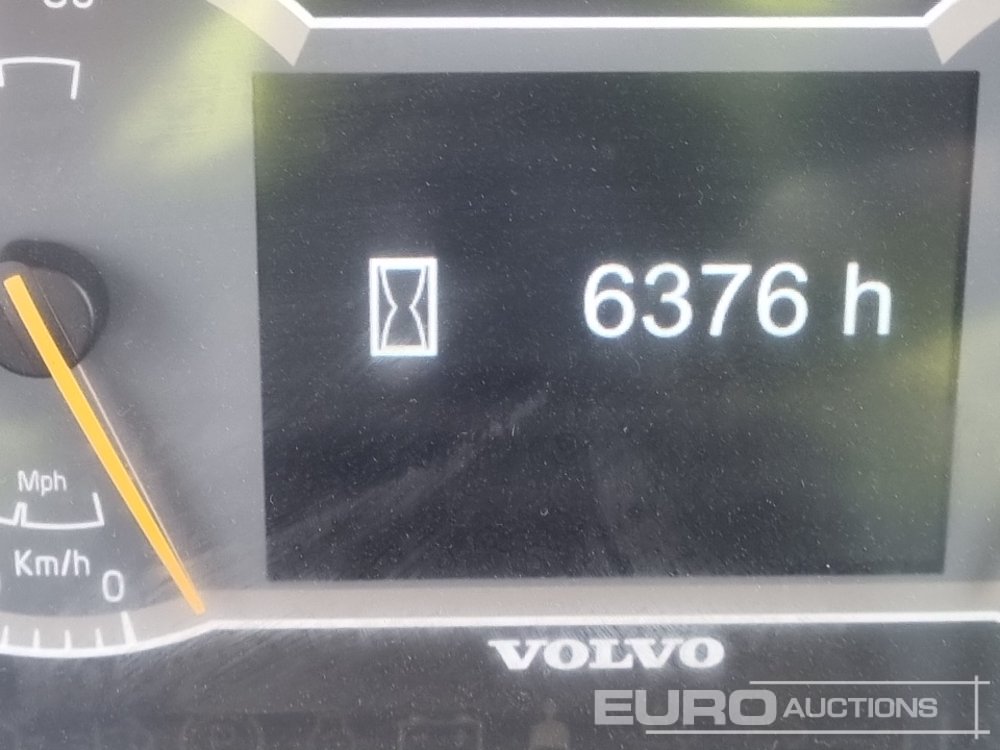 6376 h
Mph
Km/h
0
VOLVO
EURO AUCTIONS